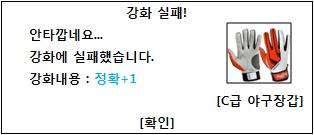 강화 실패!
안타깝네요...
강화에 실패했습니다.
강화내용 : 정확+1
[C급 야구장갑]
[확인]